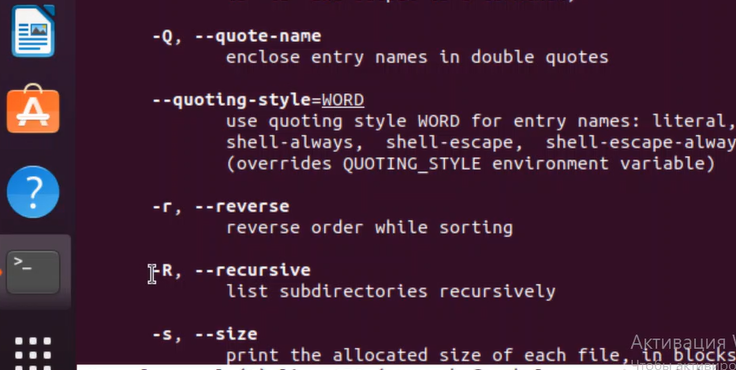 -Q, --quote-name
enclose entry names in double quotes
--quoting-style=WORD
use quoting style WORD for entry names: literal,
shell-always, shell-escape, shell-escape-alway
(overrides QUOTING_STYLE environment variable)
-r, --reverse
reverse order while sorting
-R, --recursive
list subdirectories recursively
-s, --size
print the allocated size of each file, in blocks
Активация W
Чтобы активиро